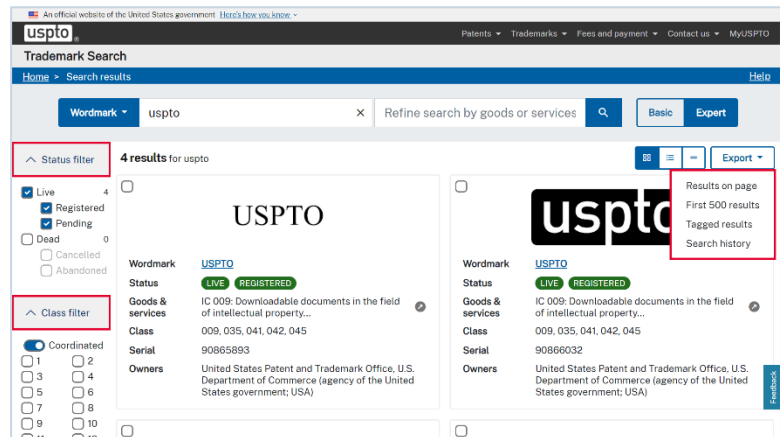 An official website of the United States government Here's how you know
uspto
Patents Trademarks Fees and payment Contact us MyUSPTO
Trademark Search
Home > Search results Help
Wordmark uspto × Refine search by goods or services Basic Expert
Status filter
4 results for uspto
Export
Results on page
First 500 results
Tagged results
Search history
Live 4
Registered
Pending
Dead 0
Cancelled
Abandoned
Class filter
Coordinated
1 2
3 4
5 6
7 8
9 10
USPTO
Wordmark USPTO
Status LIVE REGISTERED
Goods & services IC 009: Downloadable documents in the field
of intellectual property...
Class 009, 035, 041, 042, 045
Serial 90865893
Owners United States Patent and Trademark Office, U.S.
Department of Commerce (agency of the United
States government; USA)
Wordmark USPTO
Status LIVE REGISTERED
Goods & services IC 009: Downloadable documents in the field
of intellectual property...
Class 009, 035, 041, 042, 045
Serial 90866032
Owners United States Patent and Trademark Office, U.S.
Department of Commerce (agency of the United
States government; USA)
Feedback